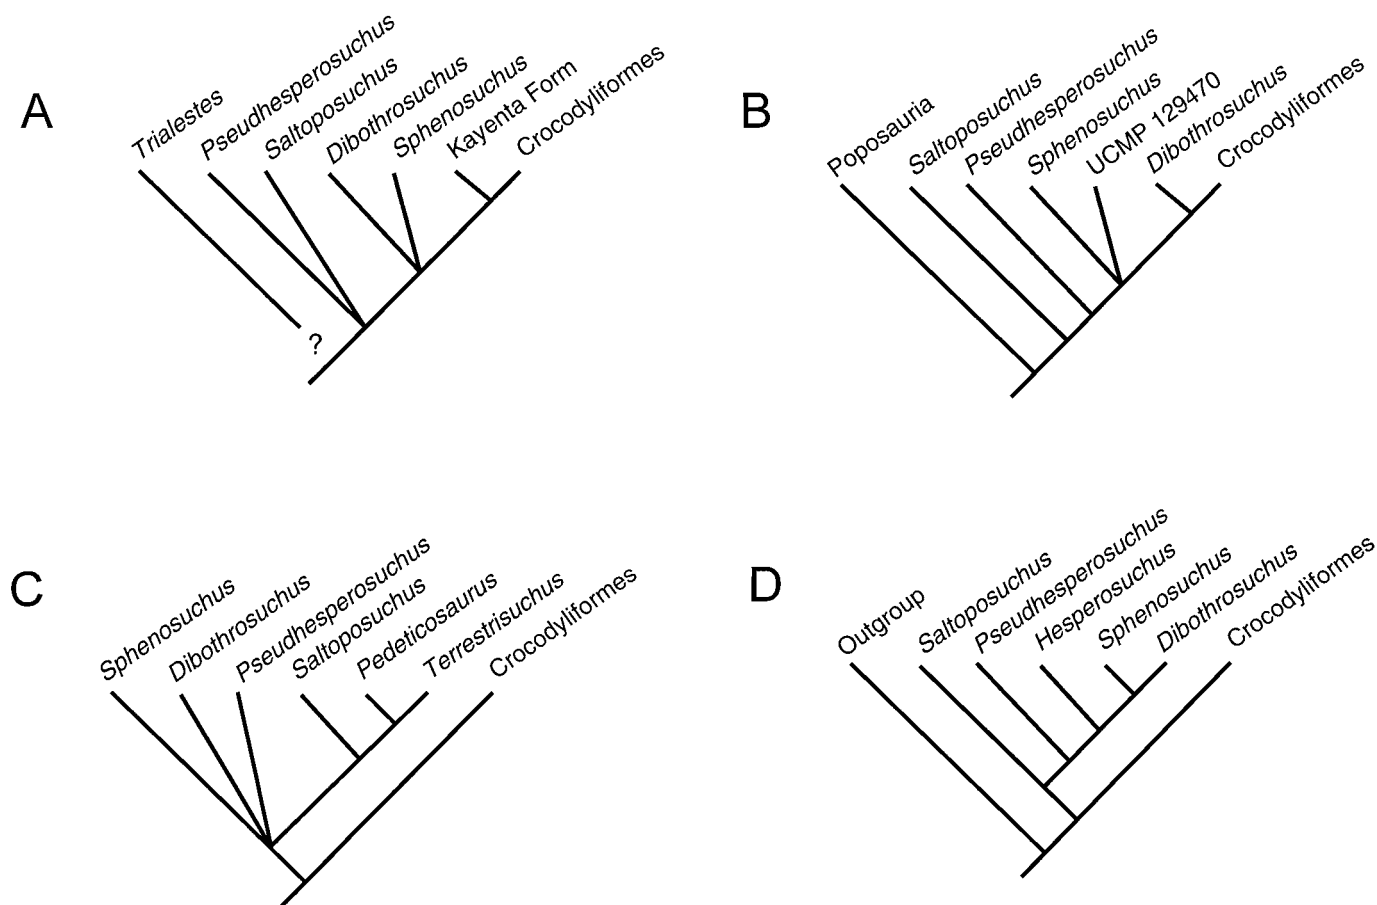 A
Trialestes
Pseudhesperosuchus
Saltoposuchus
Dibothrosuchus
Sphenosuchus
Kayenta Form
Crocodyliformes
?
B
Poposauria
Saltoposuchus
Pseudhesperosuchus
Sphenosuchus
UCMP 129470
Dibothrosuchus
Crocodyliformes
C
Sphenosuchus
Dibothrosuchus
Pseudhesperosuchus
Saltoposuchus
Pedeticosaurus
Terrestrisuchus
Crocodyliformes
D
Outgroup
Saltoposuchus
Pseudhesperosuchus
Hesperosuchus
Sphenosuchus
Dibothrosuchus
Crocodyliformes